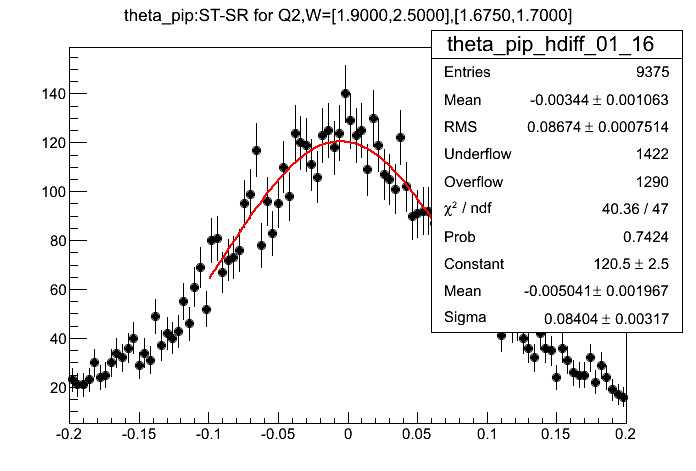 theta_pip:ST-SR for Q2,W=[1.9000,2.5000],[1.6750,1.7000]
theta_pip_hdiff_01_16
Entries 9375
Mean -0.00344 ± 0.001063
RMS 0.08674 ± 0.0007514
Underflow 1422
Overflow 1290
χ² / ndf 40.36 / 47
Prob 0.7424
Constant 120.5 ± 2.5
Mean -0.005041 ± 0.001967
Sigma 0.08404 ± 0.00317
140
120
100
80
60
40
20
-0.2 -0.15 -0.1 -0.05 0 0.05 0.1 0.15 0.2